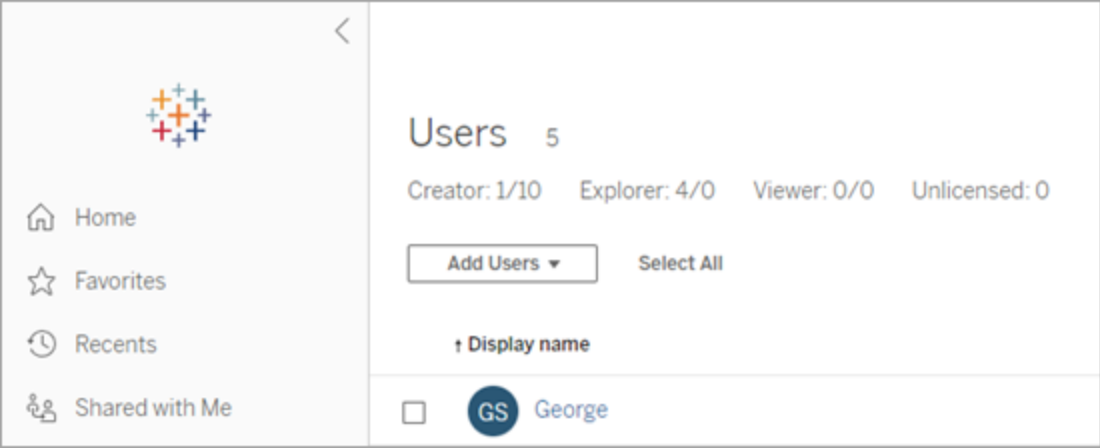 Home
Favorites
Recents
Shared with Me
Users 5
Creator: 1/10 Explorer: 4/0 Viewer: 0/0 Unlicensed: 0
Add Users Select All
↑ Display name
GS George